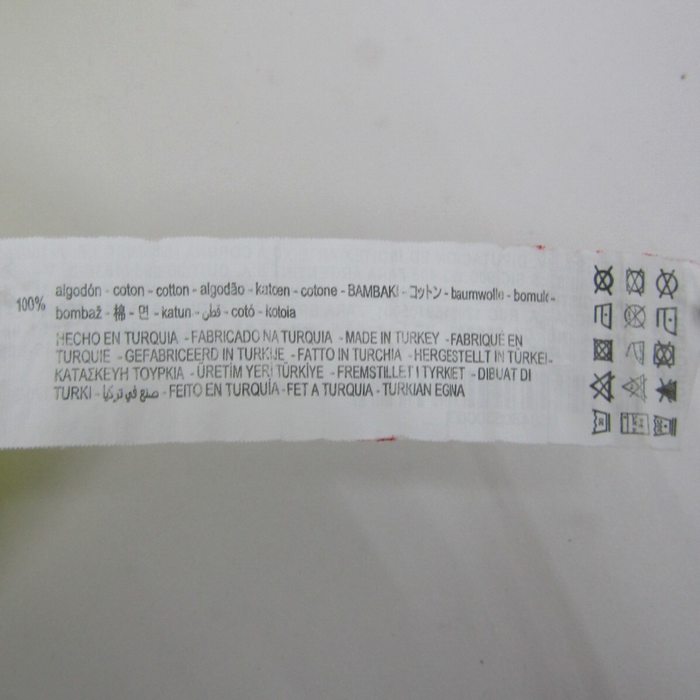 100%
algodón - coton - cotton - algodão - katoen - cotone - BAMBAKI - コットン - baumwolle - bomuld -
bombaž - 棉 - 면 - katun - قطن - cotó - kotoia
HECHO EN TURQUIA - FABRICADO NA TURQUIA - MADE IN TURKEY - FABRIQUÉ EN
TURQUIE - GEFABRICEERD IN TURKIJE - FATTO IN TURCHIA - HERGESTELLT IN TÜRKEI -
ΚΑΤΑΣΚΕΥΗ ΤΟΥΡΚΙΑ - ÜRETİM YERİ TÜRKİYE - FREMSTILLET I TYRKET - DIBUAT DI
TURKI - صنع في تركيا - FEITO EN TURQUÍA - FET A TURQUIA - TURKIAN EGINA